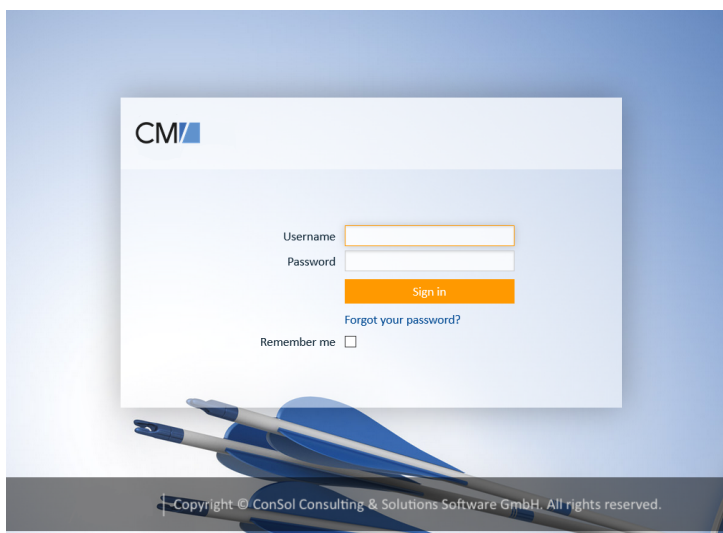 CM/
Username
Password
Sign in
Forgot your password?
Remember me
Copyright © ConSol Consulting & Solutions Software GmbH. All rights reserved.